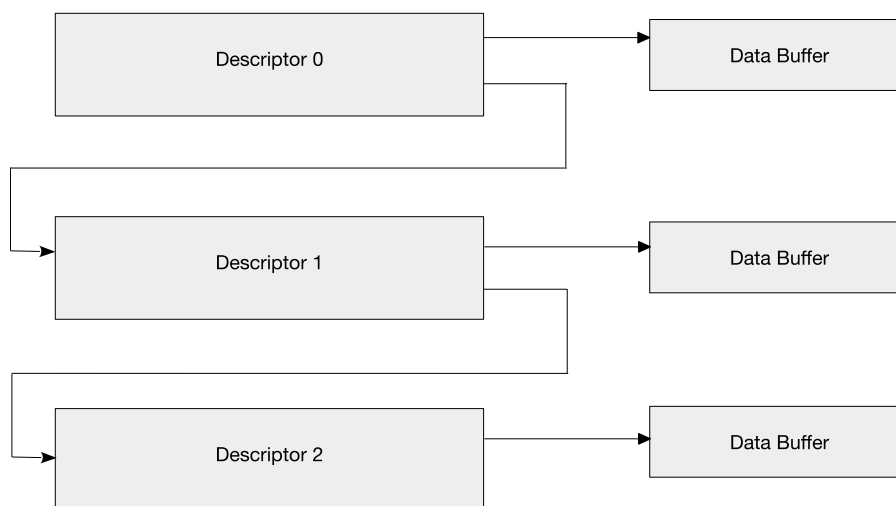 Descriptor 0
Data Buffer
Descriptor 1
Data Buffer
Descriptor 2
Data Buffer